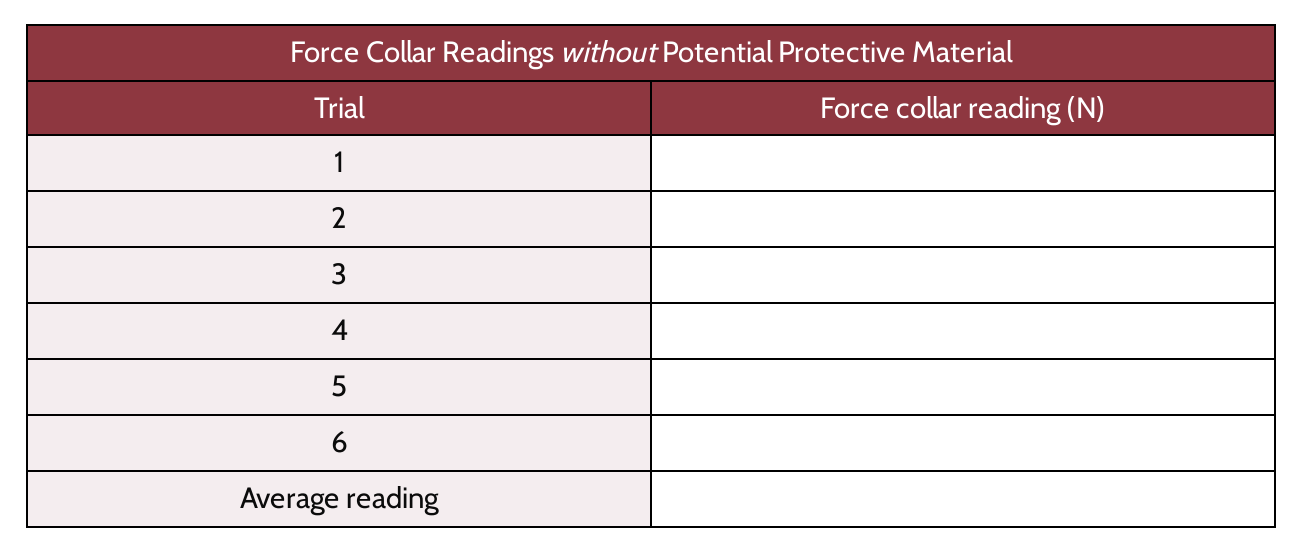 Force Collar Readings without Potential Protective Material
Trial Force collar reading (N)
1
2
3
4
5
6
Average reading